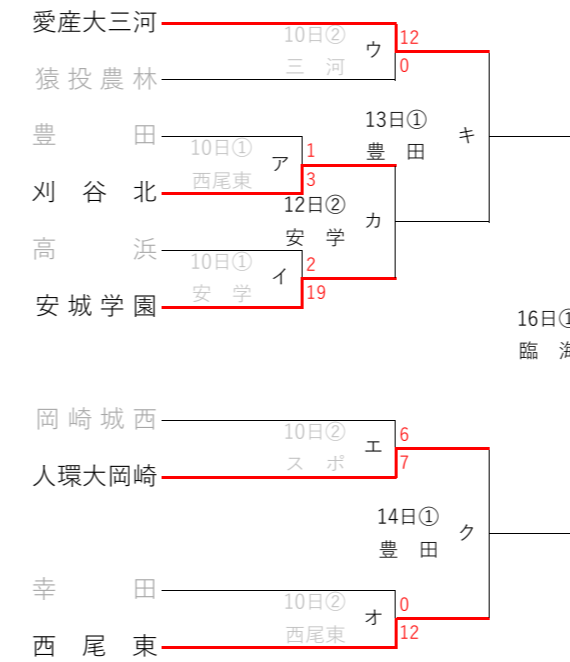 愛産大三河
10日②
三 河
ウ
12
0
猿投農林
13日①
豊 田
キ
豊 田
10日①
西尾東
ア
1
3
刈谷北
12日②
安 学
カ
高 浜
10日①
安 学
イ
2
19
安城学園
16日①
臨 海
岡崎城西
10日②
スポ
エ
6
7
人環大岡崎
14日①
豊 田
ク
幸 田
10日②
西尾東
オ
0
12
西尾東